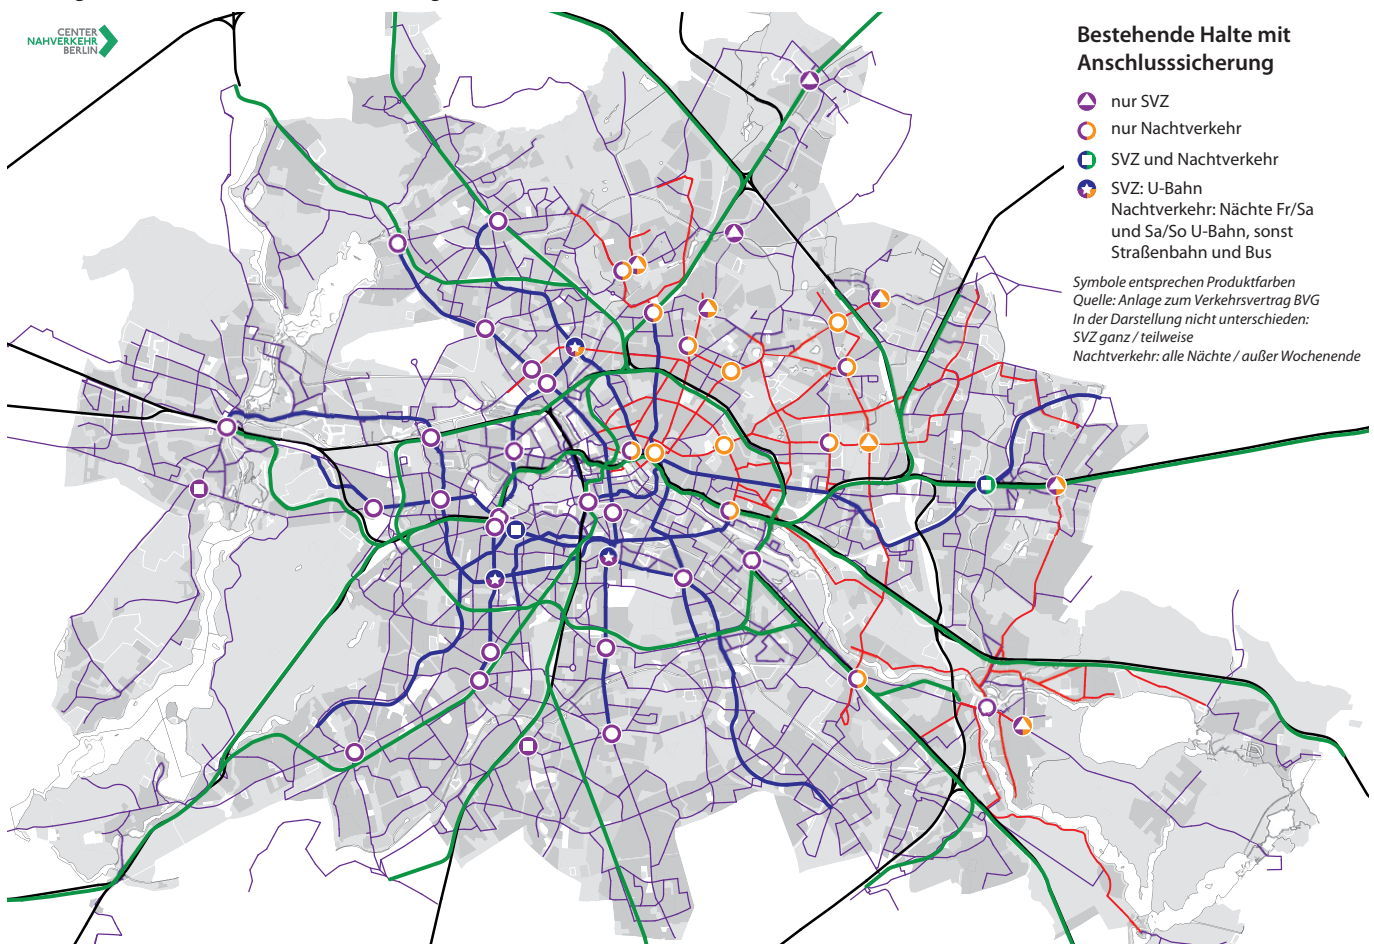 CENTER
NAHVERKEHR
BERLIN
Bestehende Halte mit
Anschlusssicherung
nur SVZ
nur Nachtverkehr
SVZ und Nachtverkehr
SVZ: U-Bahn
Nachtverkehr: Nächte Fr/Sa
und Sa/So U-Bahn, sonst
Straßenbahn und Bus
Symbole entsprechen Produktfarben
Quelle: Anlage zum Verkehrsvertrag BVG
In der Darstellung nicht unterschieden:
SVZ ganz / teilweise
Nachtverkehr: alle Nächte / außer Wochenende